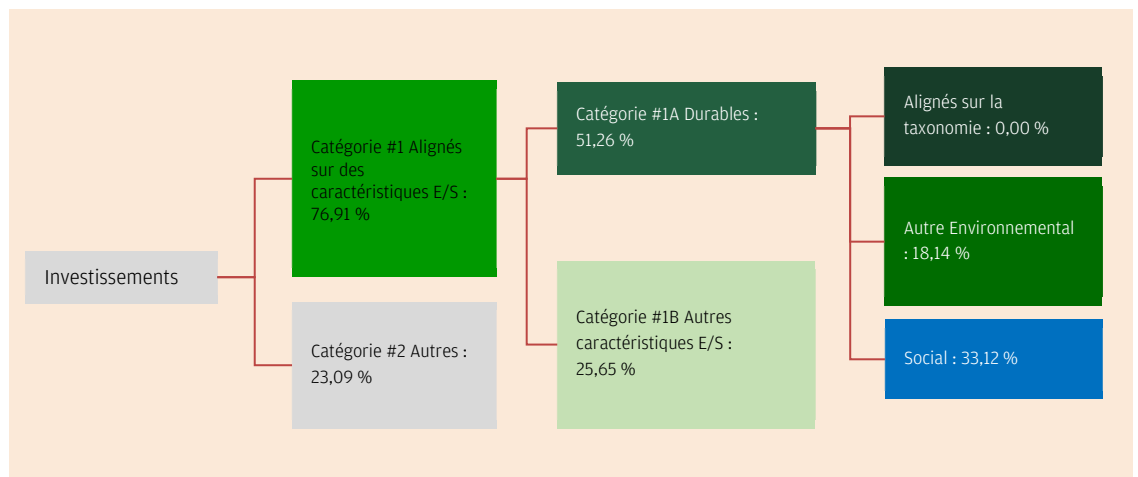 Investissements
Catégorie #1 Alignés
sur des
caractéristiques E/S :
76,91 %
Catégorie #2 Autres :
23,09 %
Catégorie #1A Durables :
51,26 %
Catégorie #1B Autres
caractéristiques E/S :
25,65 %
Alignés sur la
taxonomie : 0,00 %
Autre Environnemental
: 18,14 %
Social : 33,12 %